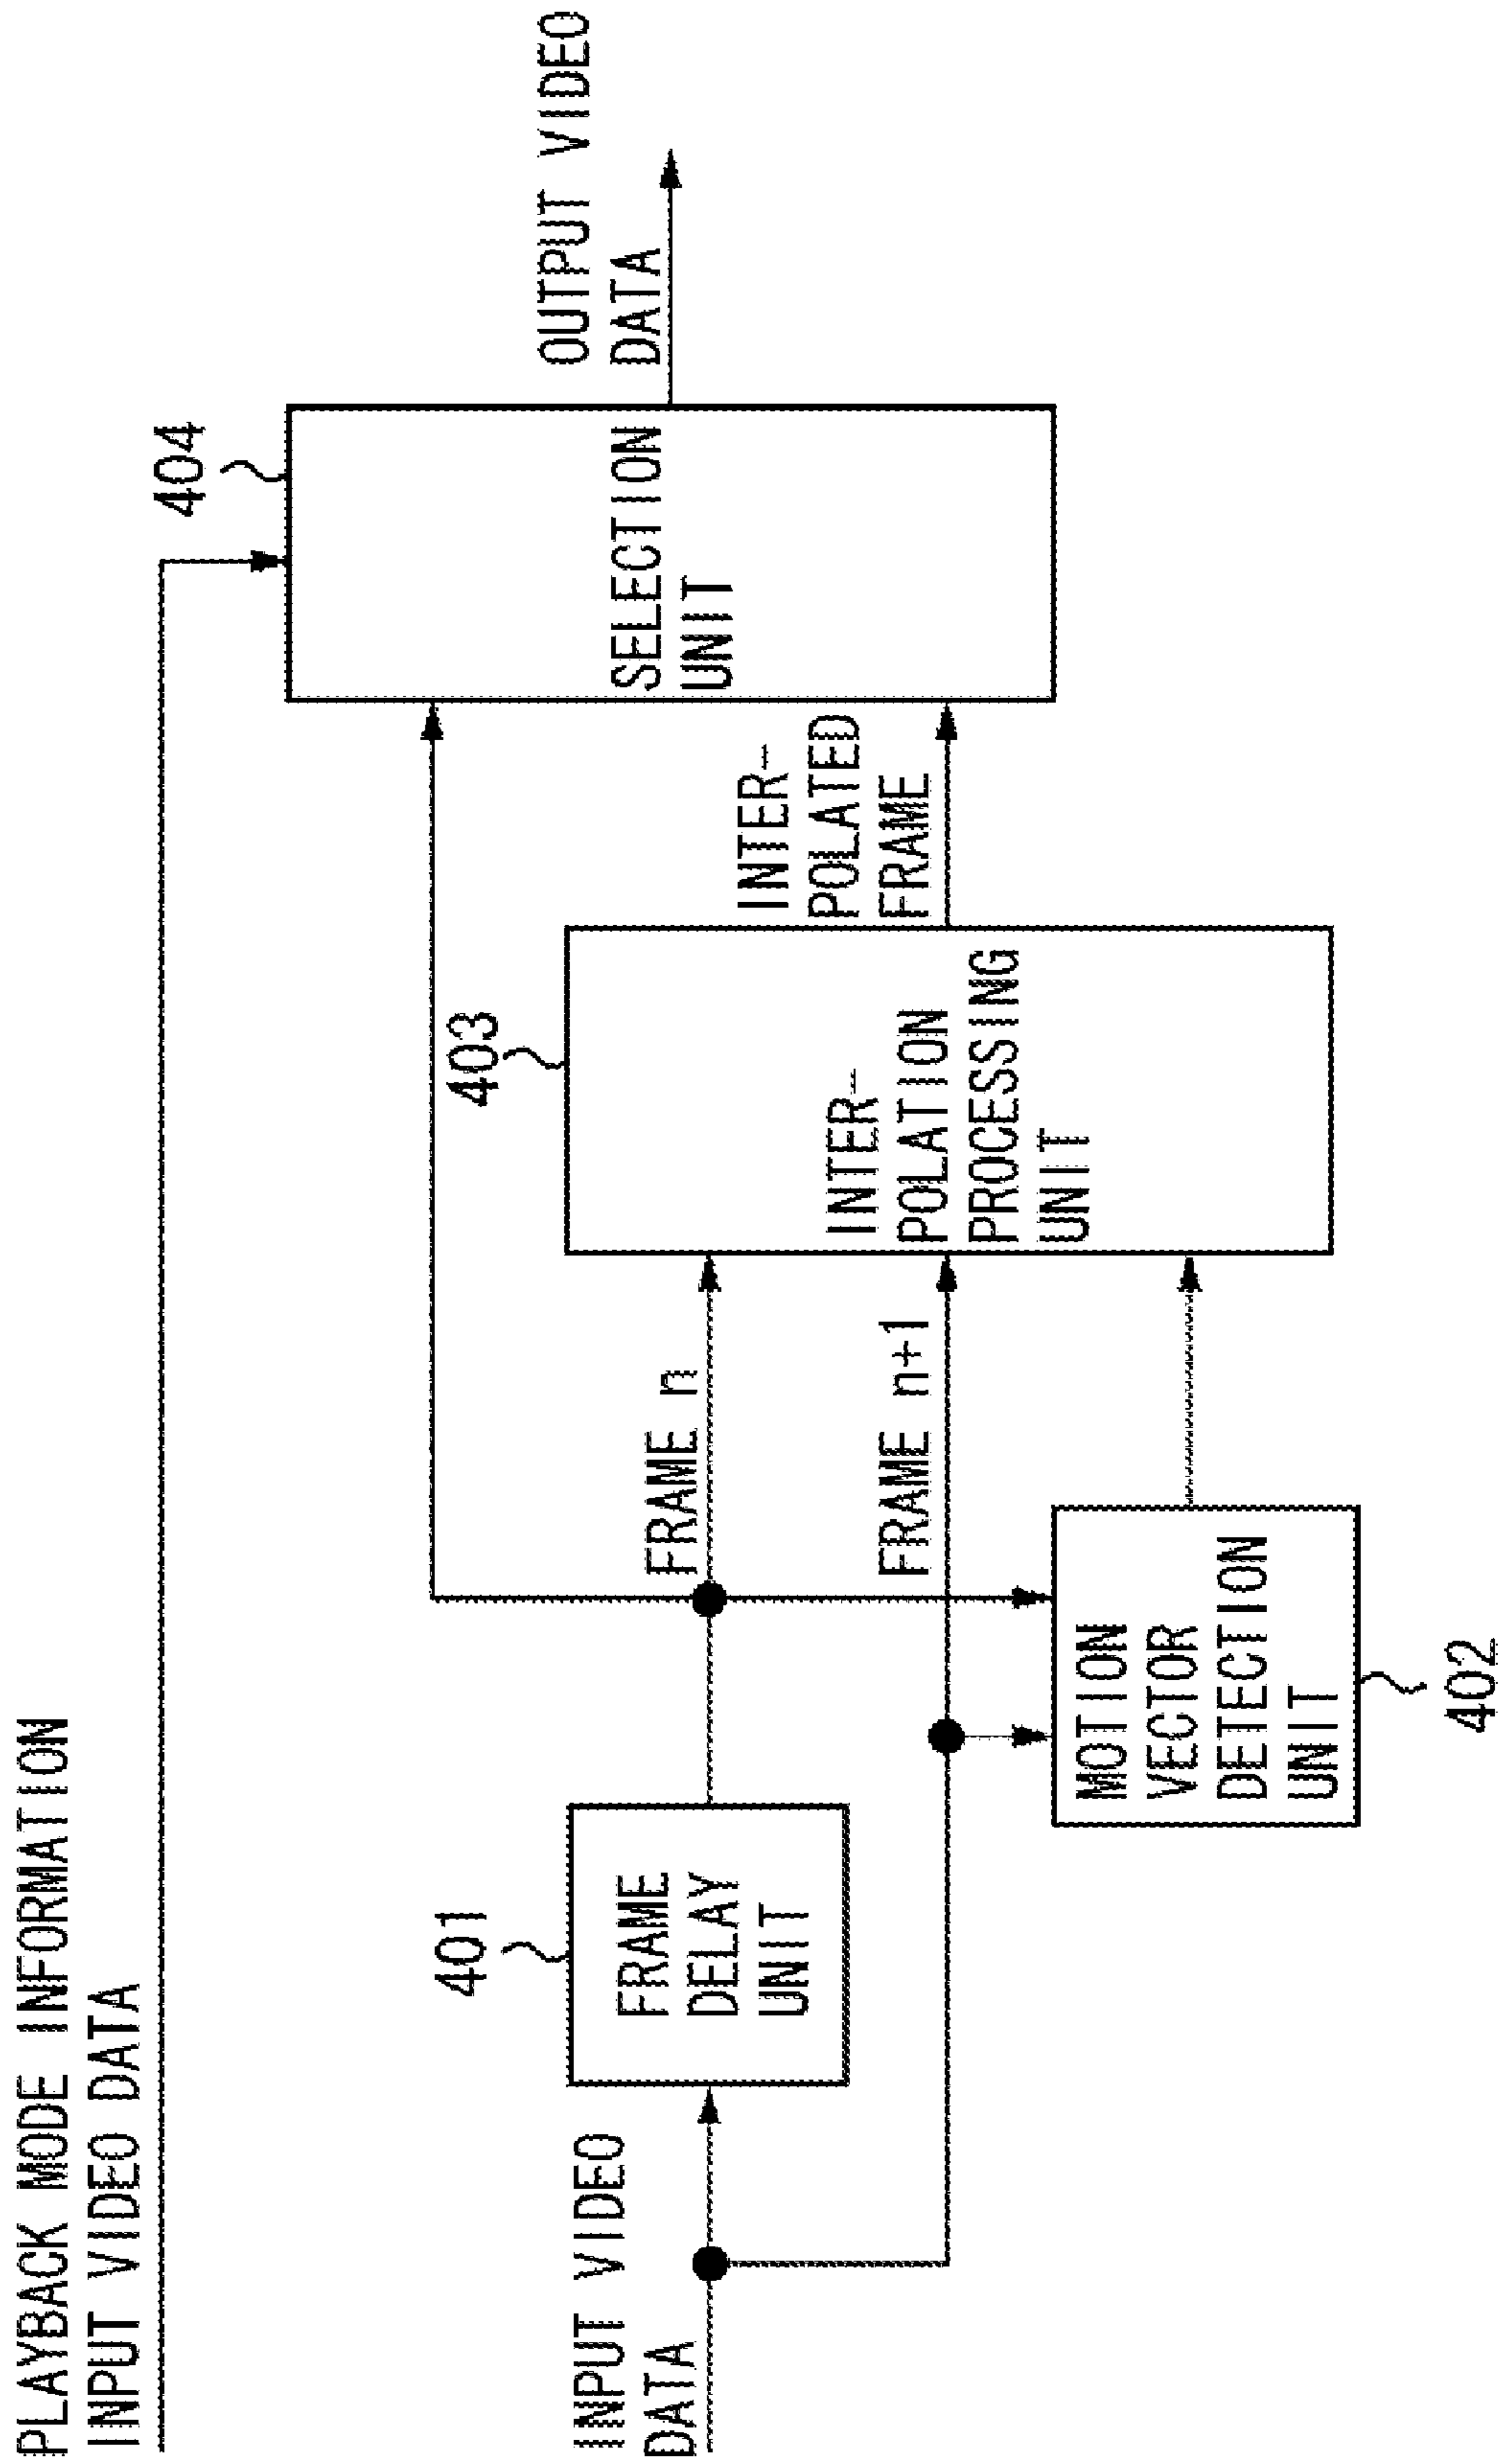 PLAYBACK MODE INFORMATION
INPUT VIDEO DATA
404
OUTPUT VIDEO
DATA
SELECTION
UNIT
401
403
INPUT VIDEO
DATA
FRAME
DELAY
UNIT
FRAME n
FRAME n+1
INTER-
POLATION
PROCESSING
UNIT
INTER-
POLATED
FRAME
MOTION
VECTOR
DETECTION
UNIT
402